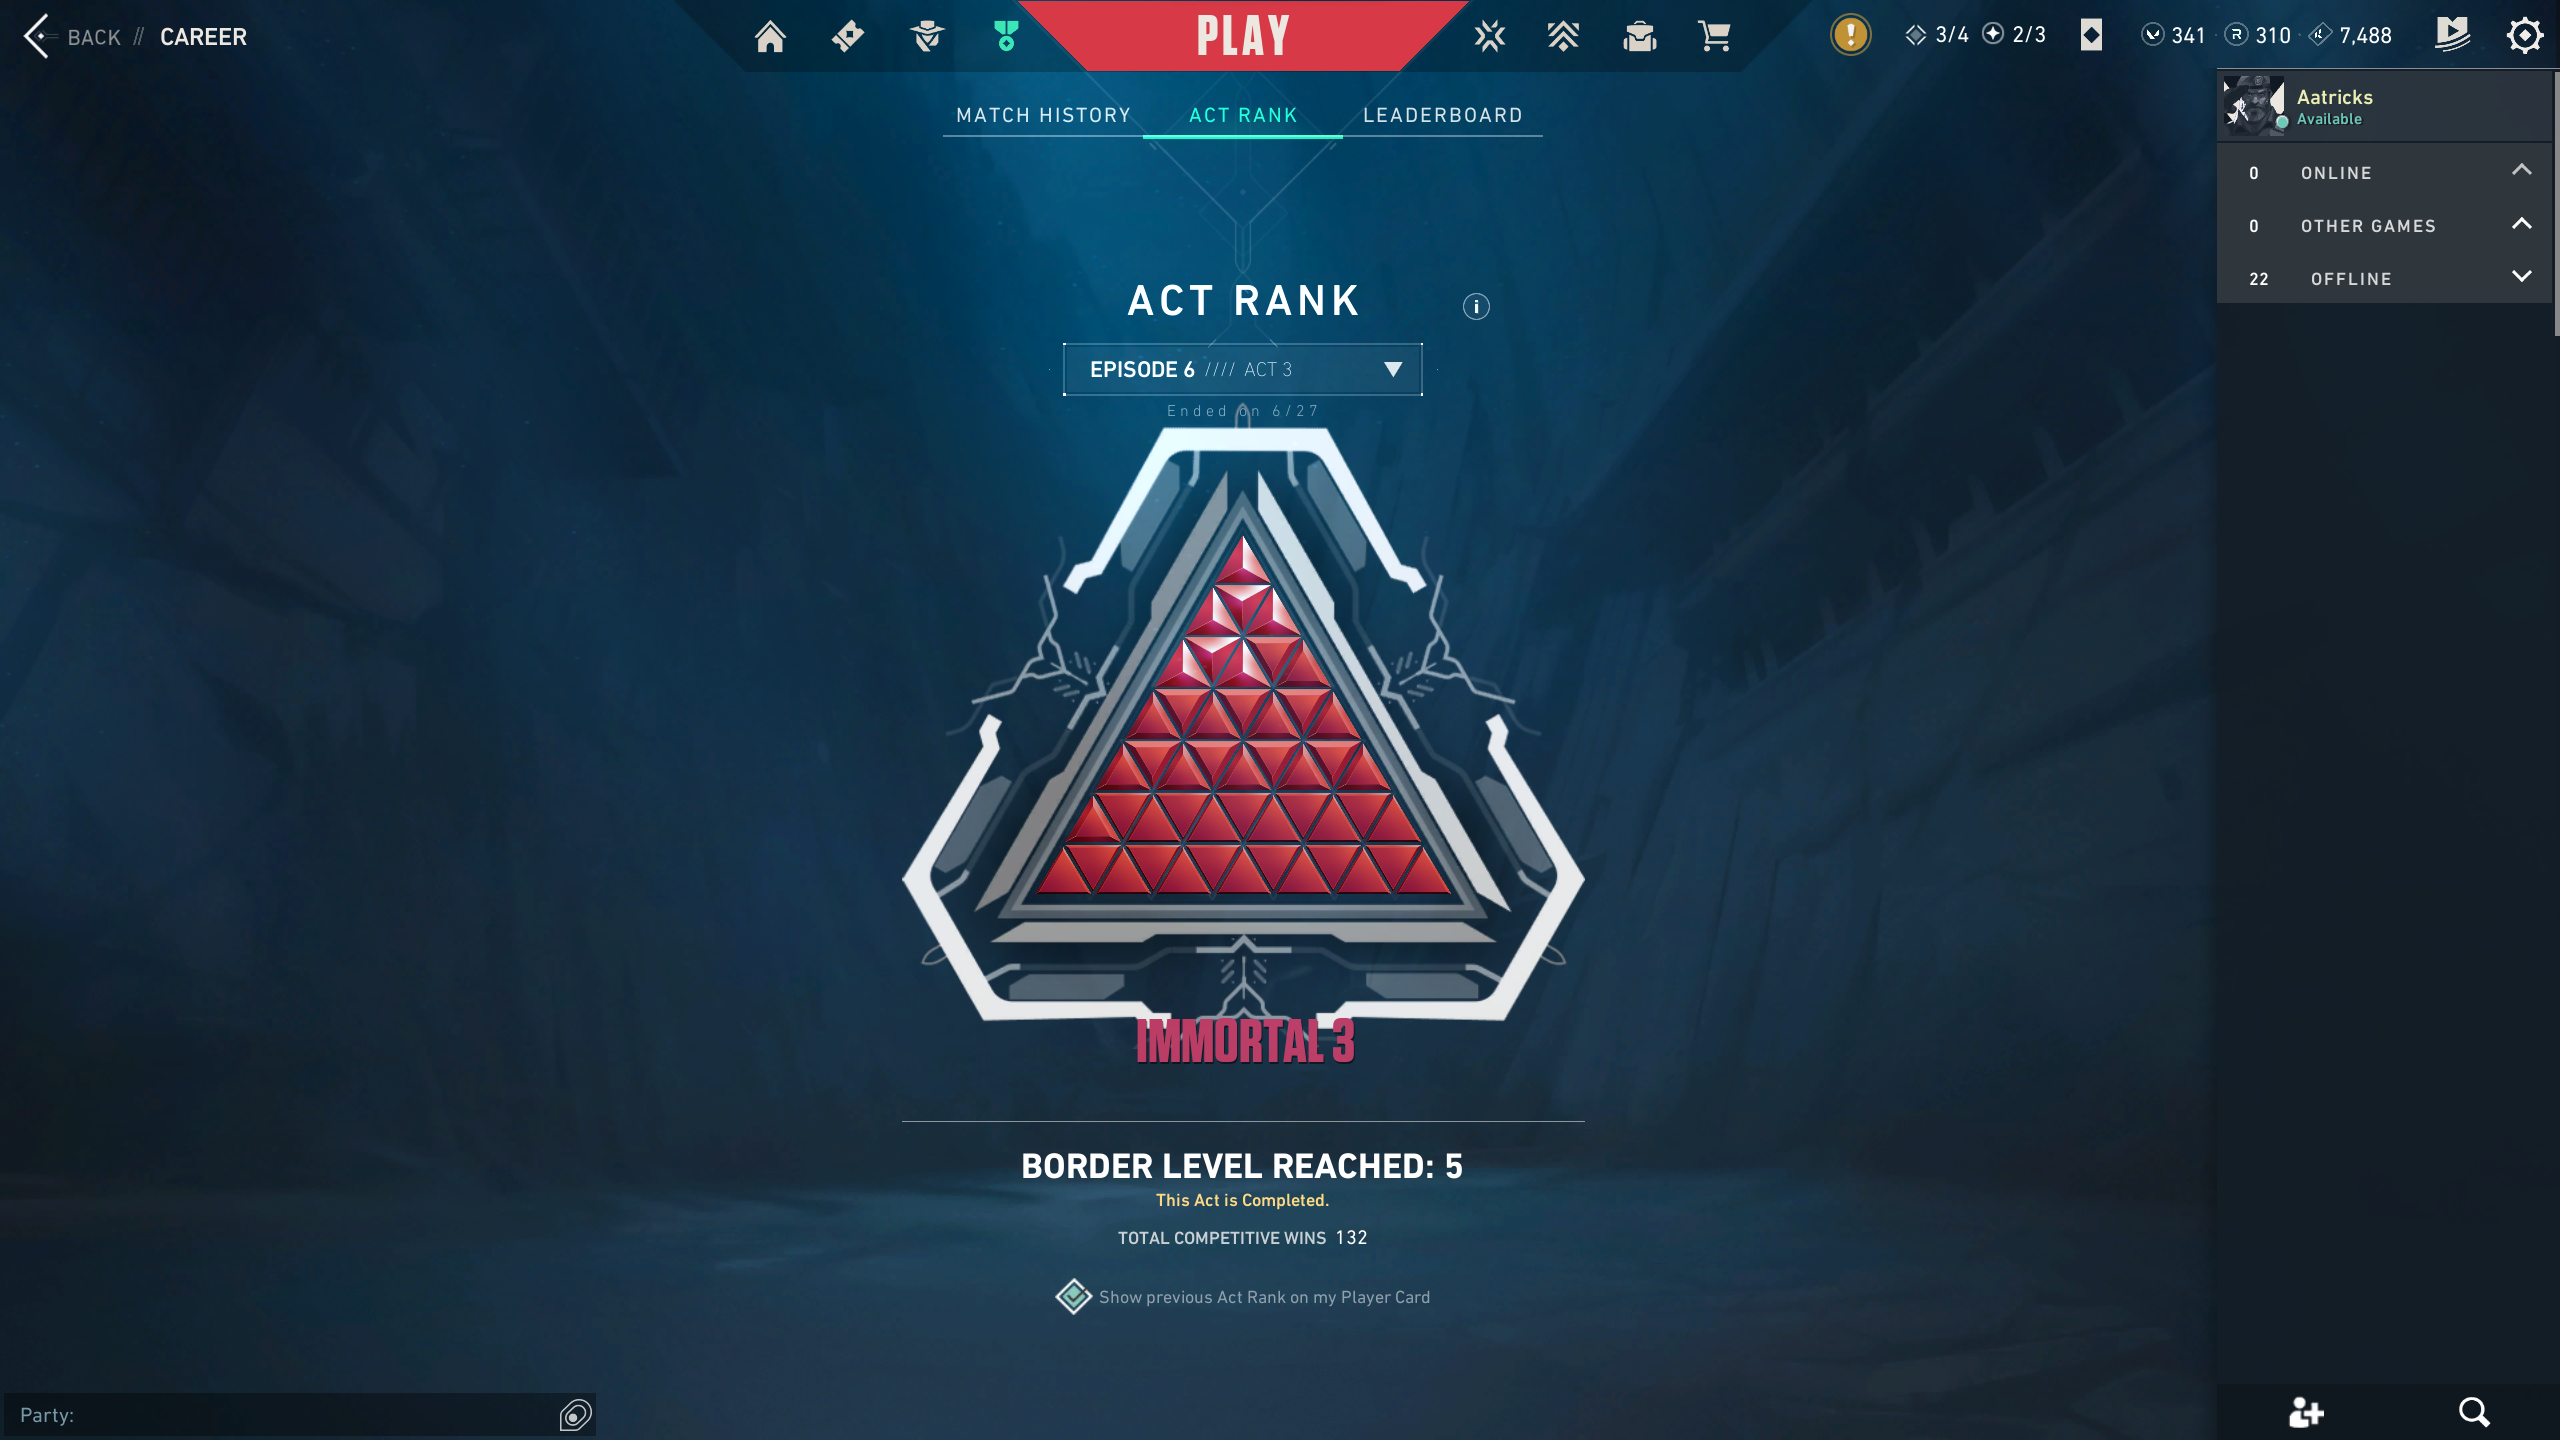 BACK // CAREER
PLAY
3/4 2/3 341 R 310 7,488
MATCH HISTORY ACT RANK LEADERBOARD
Aatricks
Available
0 ONLINE
0 OTHER GAMES
22 OFFLINE
ACT RANK
EPISODE 6 //// ACT 3
Ended on 6/27
IMMORTAL 3
BORDER LEVEL REACHED: 5
This Act is Completed.
TOTAL COMPETITIVE WINS 132
Show previous Act Rank on my Player Card
Party: